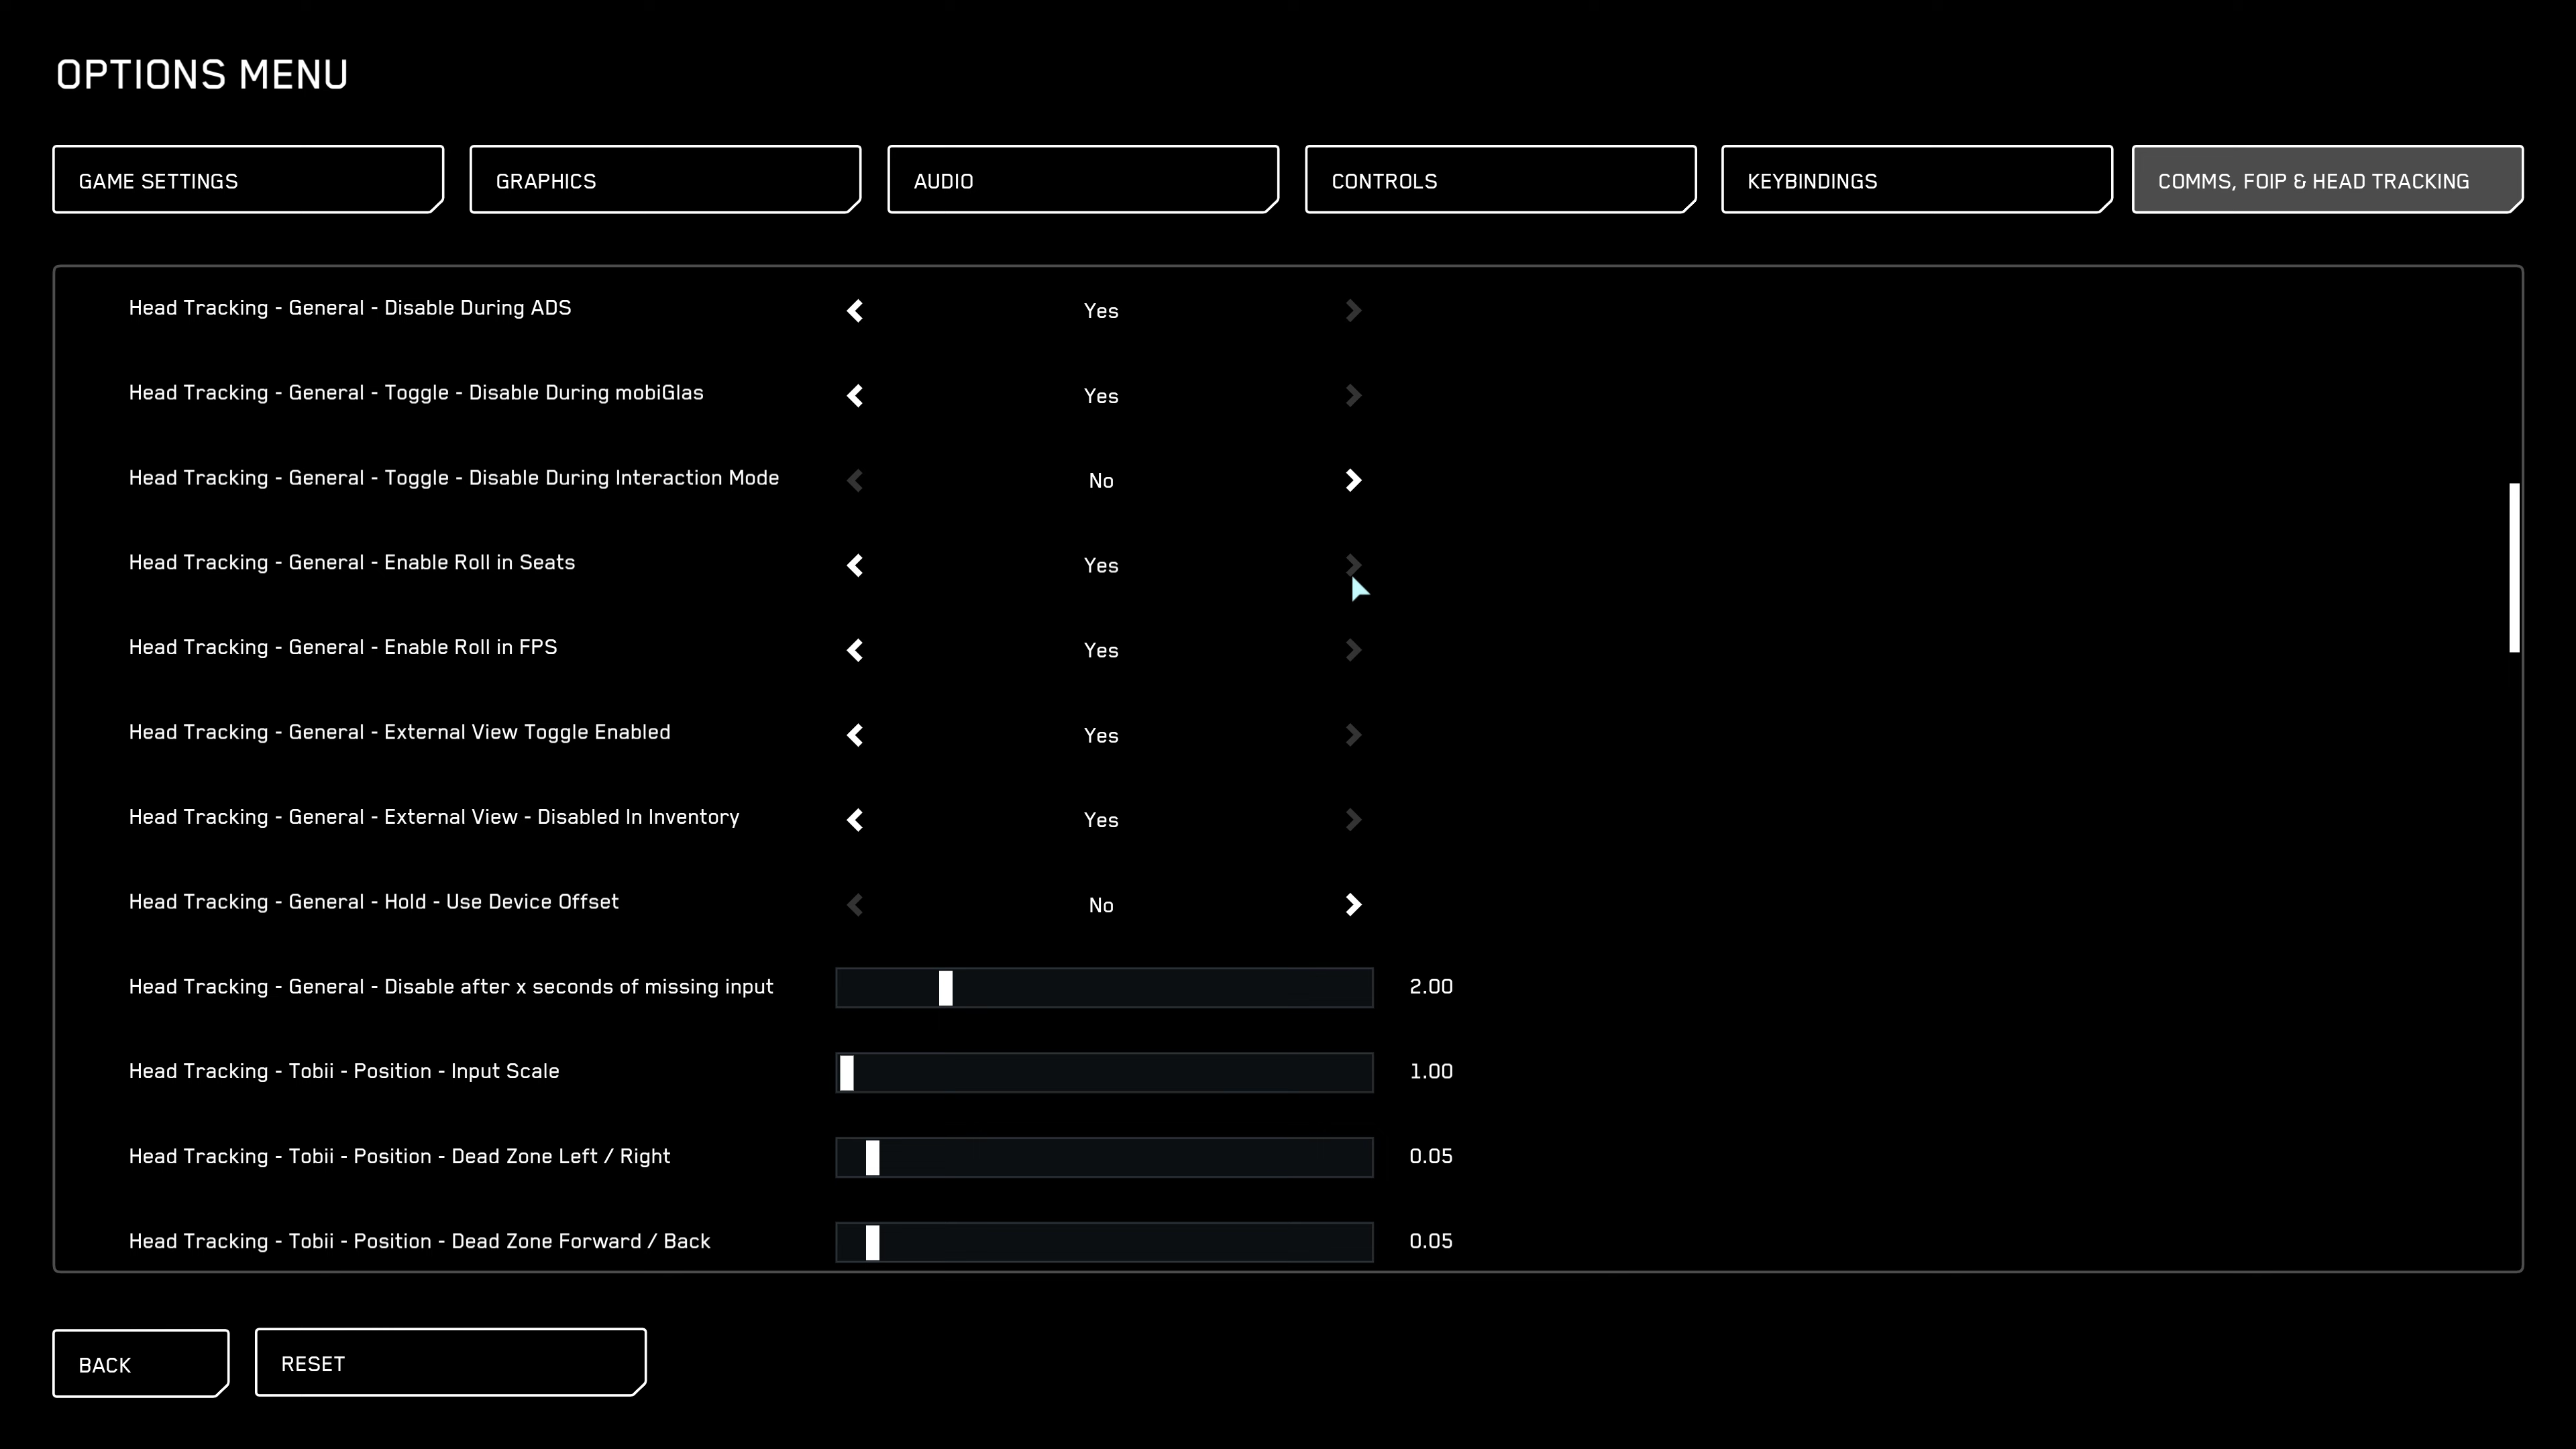 OPTIONS MENU
GAME SETTINGS
GRAPHICS
AUDIO
CONTROLS
KEYBINDINGS
COMMS, FOIP & HEAD TRACKING
Head Tracking - General - Disable During ADS
Yes
Head Tracking - General - Toggle - Disable During mobiGlas
Yes
Head Tracking - General - Toggle - Disable During Interaction Mode
No
Head Tracking - General - Enable Roll in Seats
Yes
Head Tracking - General - Enable Roll in FPS
Yes
Head Tracking - General - External View Toggle Enabled
Yes
Head Tracking - General - External View - Disabled In Inventory
Yes
Head Tracking - General - Hold - Use Device Offset
No
Head Tracking - General - Disable after x seconds of missing input
2.00
Head Tracking - Tobii - Position - Input Scale
1.00
Head Tracking - Tobii - Position - Dead Zone Left / Right
0.05
Head Tracking - Tobii - Position - Dead Zone Forward / Back
0.05
BACK
RESET